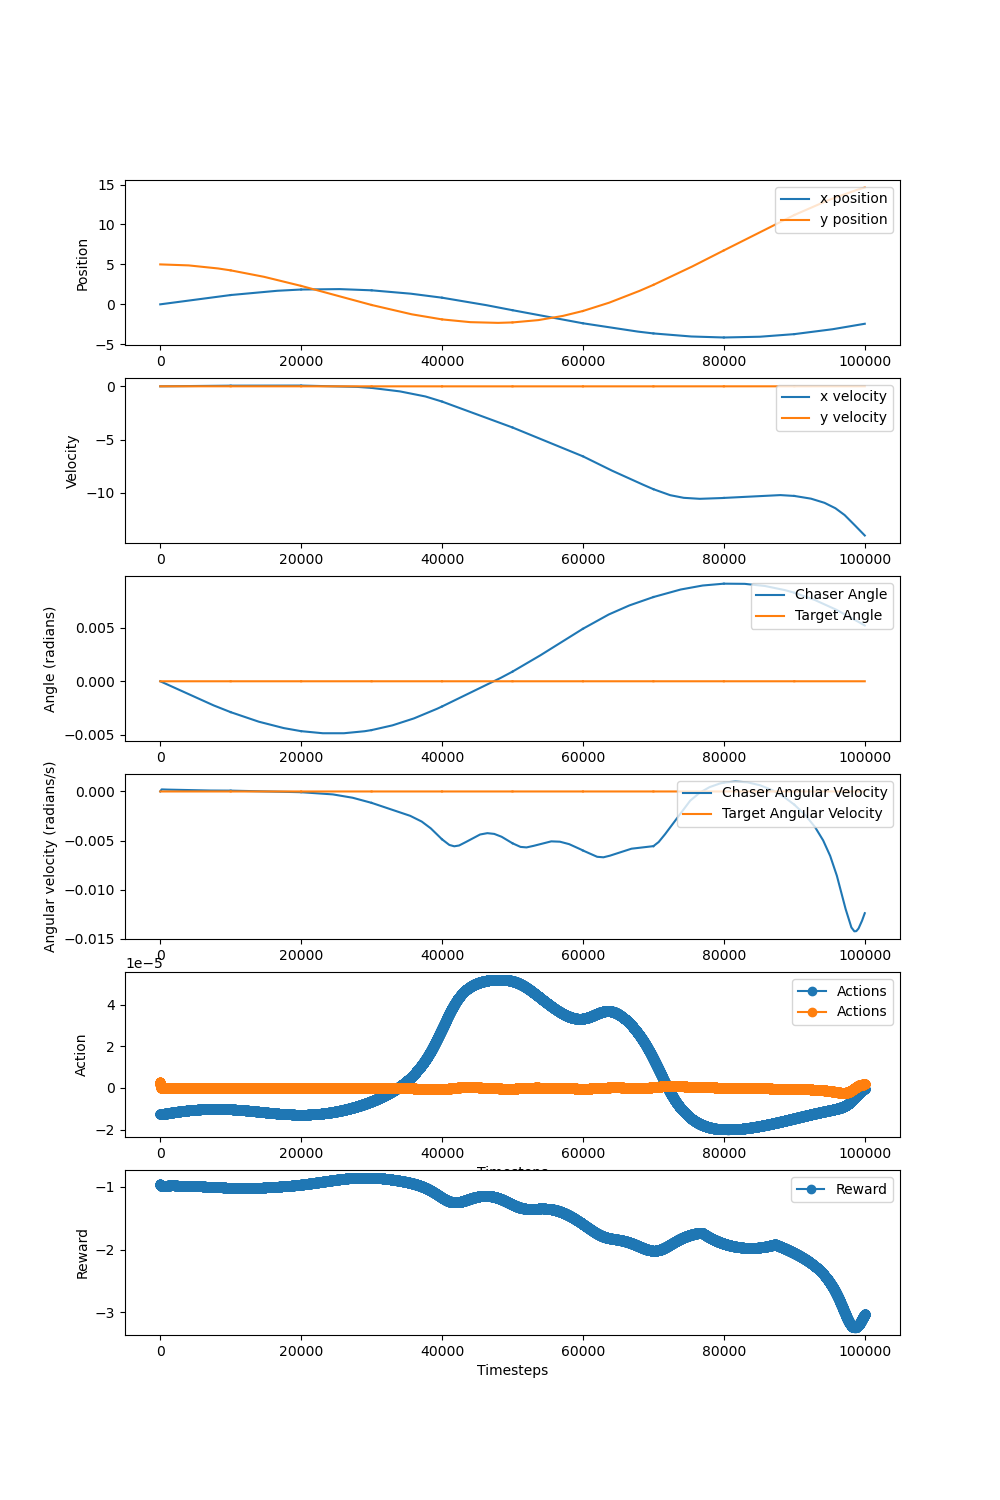 Position
15
10
5
0
−5
x position
y position
0 20000 40000 60000 80000 100000
Velocity
0
−5
−10
x velocity
y velocity
0 20000 40000 60000 80000 100000
Angle (radians)
0.005
0.000
−0.005
Chaser Angle
Target Angle
0 20000 40000 60000 80000 100000
Angular velocity (radians/s)
0.000
−0.005
−0.010
−0.015
Chaser Angular Velocity
Target Angular Velocity
0 20000 40000 60000 80000 100000
1e−5
Action
4
2
0
−2
Actions
Actions
0 20000 40000 60000 80000 100000
Timesteps
Reward
−1
−2
−3
Reward
0 20000 40000 60000 80000 100000
Timesteps